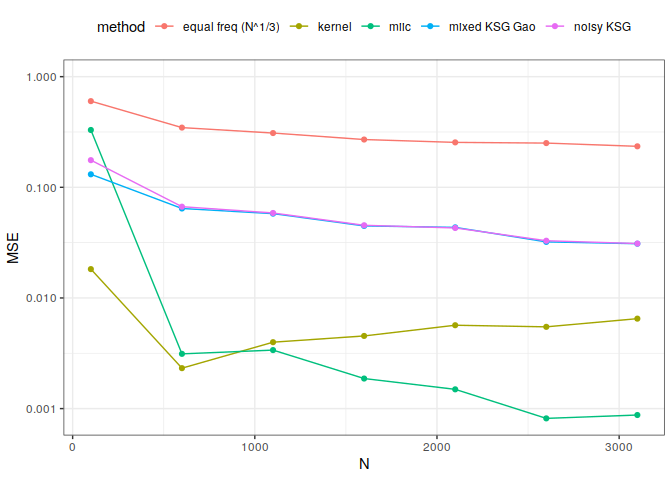 method equal freq (N^1/3) kernel miic mixed KSG Gao noisy KSG
1.000
0.100
0.010
0.001
MSE
0 1000 2000 3000
N